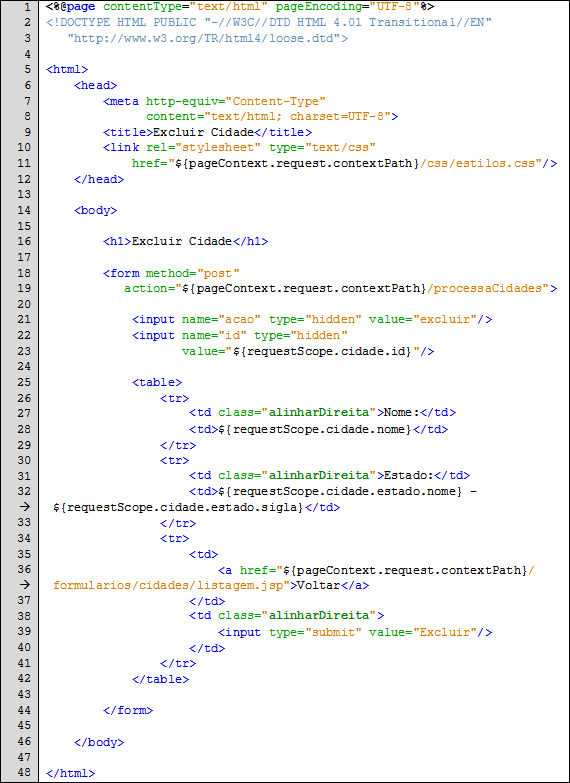 1 <%@page contentType="text/html" pageEncoding="UTF-8"%>
2 <!DOCTYPE HTML PUBLIC "-//W3C//DTD HTML 4.01 Transitional//EN"
3 "http://www.w3.org/TR/html4/loose.dtd">
4
5 <html>
6 <head>
7 <meta http-equiv="Content-Type"
8 content="text/html; charset=UTF-8">
9 <title>Excluir Cidade</title>
10 <link rel="stylesheet" type="text/css"
11 href="${pageContext.request.contextPath}/css/estilos.css"/>
12 </head>
13
14 <body>
15
16 <h1>Excluir Cidade</h1>
17
18 <form method="post"
19 action="${pageContext.request.contextPath}/processaCidades">
20
21 <input name="acao" type="hidden" value="excluir"/>
22 <input name="id" type="hidden"
23 value="${requestScope.cidade.id}"/>
24
25 <table>
26 <tr>
27 <td class="alinharDireita">Nome:</td>
28 <td>${requestScope.cidade.nome}</td>
29 </tr>
30 <tr>
31 <td class="alinharDireita">Estado:</td>
32 <td>${requestScope.cidade.estado.nome} -
→ ${requestScope.cidade.estado.sigla}</td>
33 </tr>
34 <tr>
35 <td>
36 <a href="${pageContext.request.contextPath}/
→ formularios/cidades/listagem.jsp">Voltar</a>
37 </td>
38 <td class="alinharDireita">
39 <input type="submit" value="Excluir"/>
40 </td>
41 </tr>
42 </table>
43
44 </form>
45
46 </body>
47
48 </html>